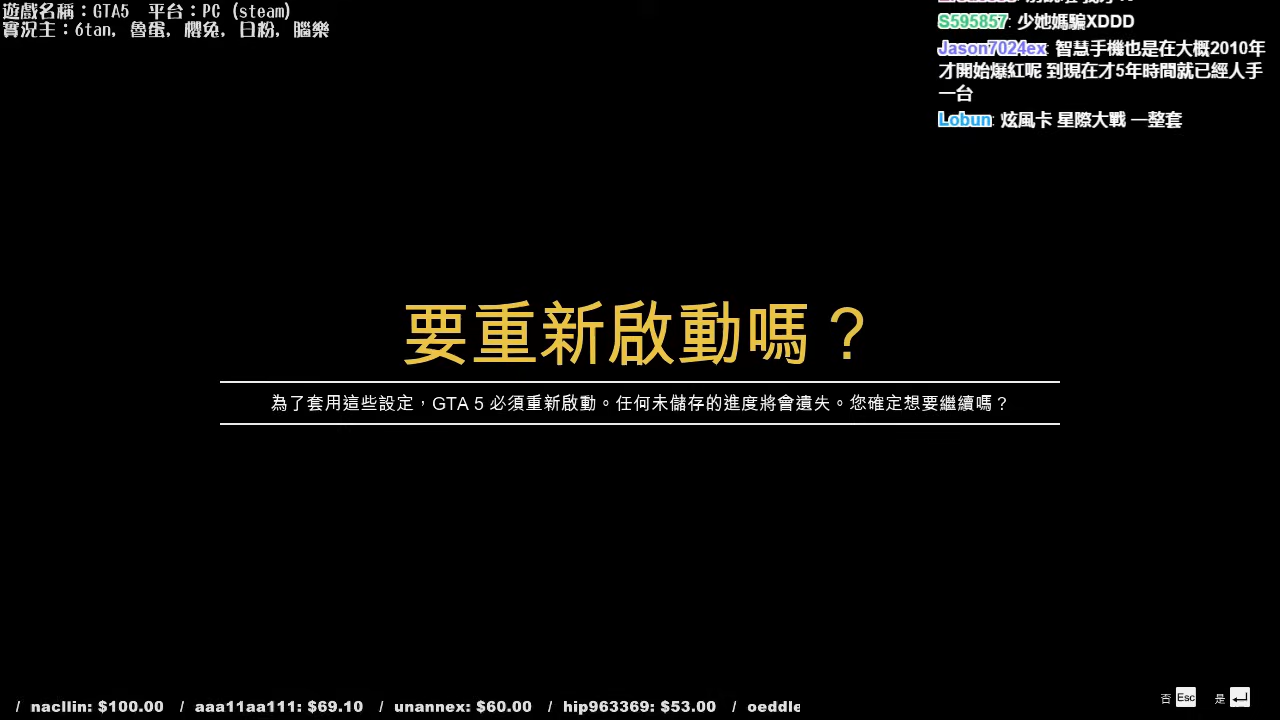 遊戲名稱：GTA5 平台：PC (steam)
實況主：6tan, 魯蛋, 櫻兔, 日粉, 腦樂
S595857: 少她媽騙XDDD
Jason7024ex: 智慧手機也是在大概2010年
才開始爆紅呢 到現在才5年時間就已經人手
一台
Lobun: 炫風卡 星際大戰 一整套
要重新啟動嗎？
為了套用這些設定，GTA 5 必須重新啟動。任何未儲存的進度將會遺失。您確定想要繼續嗎？
否 Esc 是
/ nacllin: $100.00 / aaa11aa111: $69.10 / unannex: $60.00 / hip963369: $53.00 / oeddle